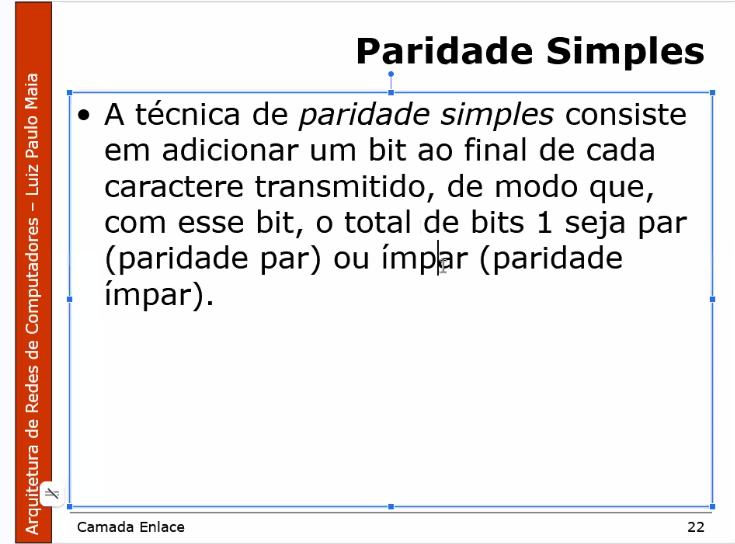 Paridade Simples
• A técnica de paridade simples consiste
em adicionar um bit ao final de cada
caractere transmitido, de modo que,
com esse bit, o total de bits 1 seja par
(paridade par) ou ímpar (paridade
ímpar).
Arquitetura de Redes de Computadores – Luiz Paulo Maia
Camada Enlace
22